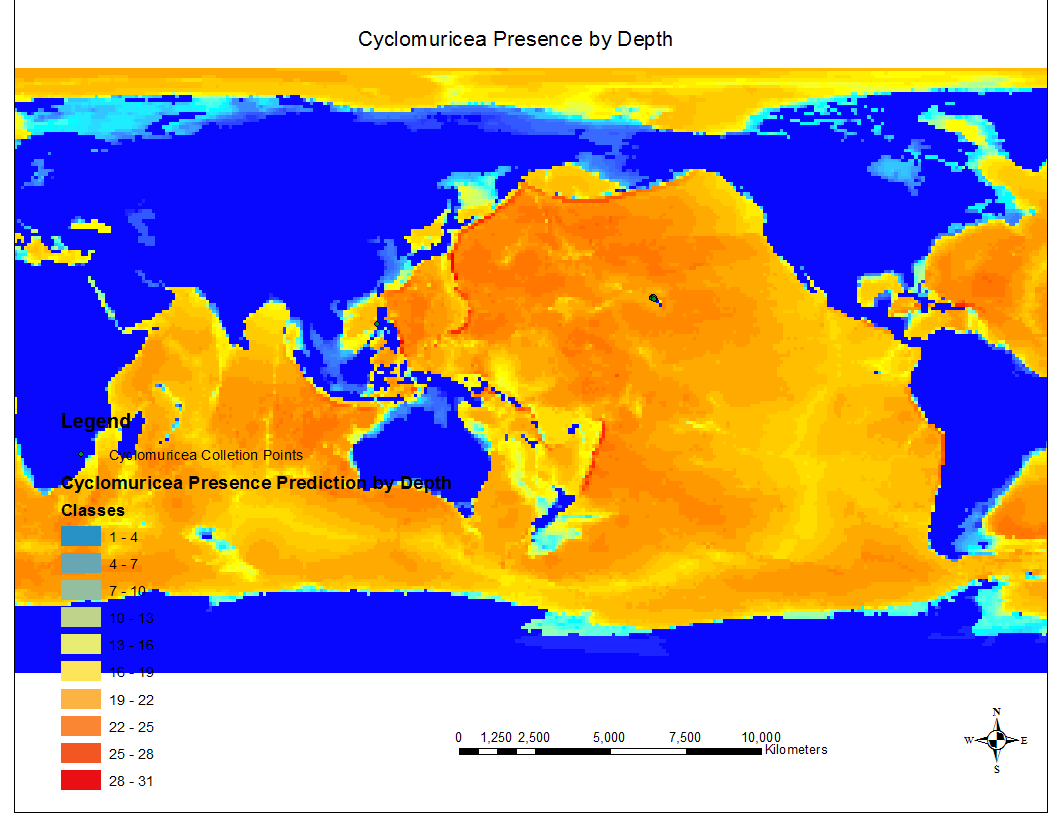 Cyclomuricea Presence by Depth
Legend
Cyclomuricea Colletion Points
Cyclomuricea Presence Prediction by Depth
Classes
1 - 4
4 - 7
7 - 10
10 - 13
13 - 16
16 - 19
19 - 22
22 - 25
25 - 28
28 - 31
0 1,250 2,500 5,000 7,500 10,000
Kilometers
N
W E
S